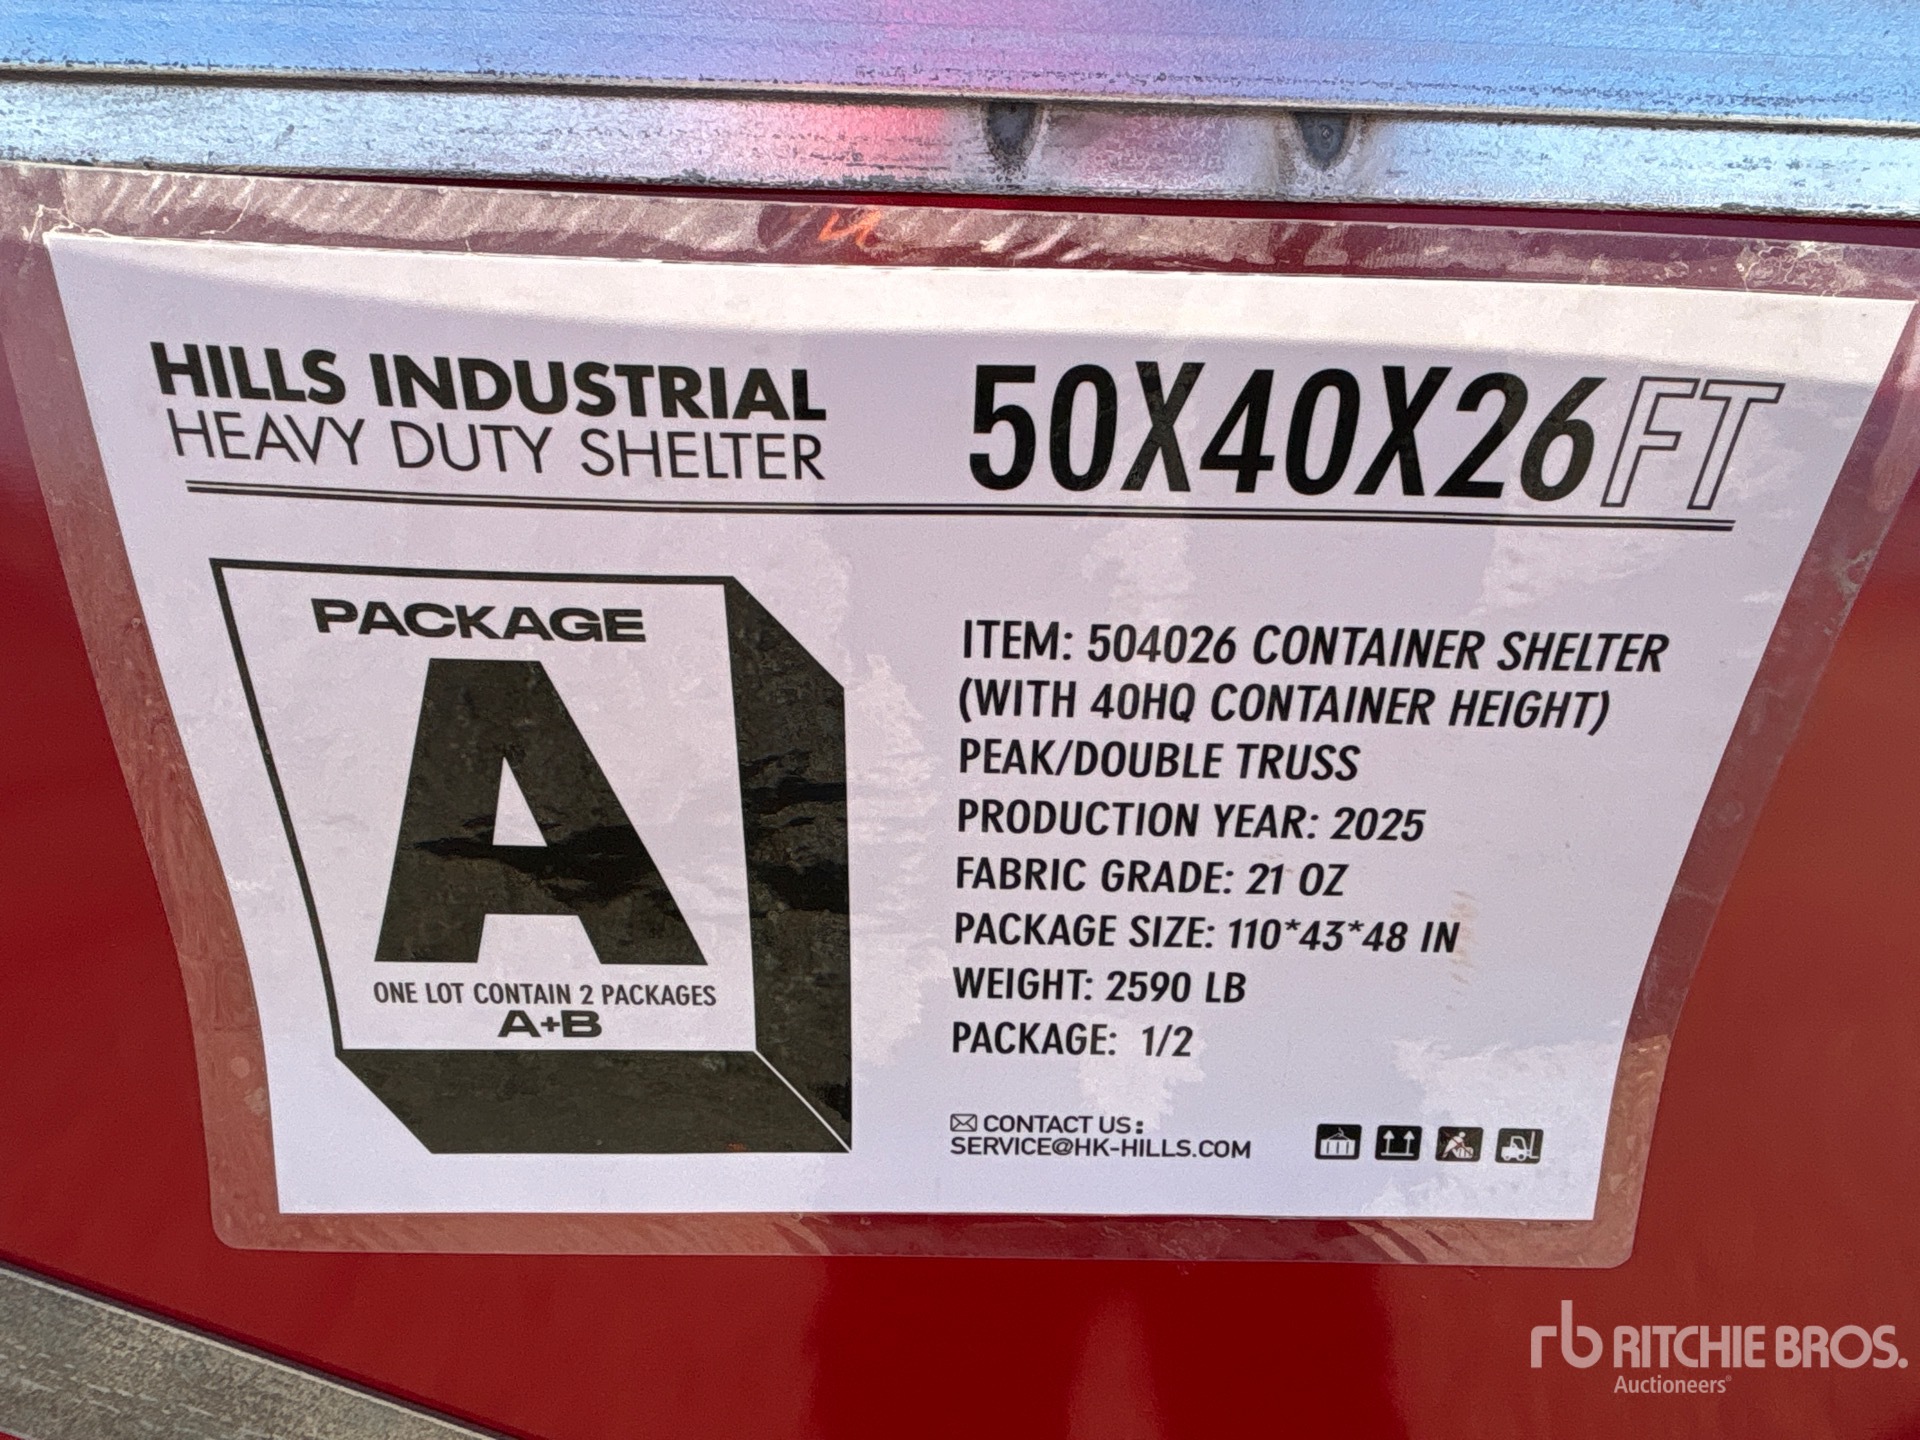 HILLS INDUSTRIAL
HEAVY DUTY SHELTER
50X40X26FT
PACKAGE
A
ONE LOT CONTAIN 2 PACKAGES
A+B
ITEM: 504026 CONTAINER SHELTER
(WITH 40HQ CONTAINER HEIGHT)
PEAK/DOUBLE TRUSS
PRODUCTION YEAR: 2025
FABRIC GRADE: 21 OZ
PACKAGE SIZE: 110*43*48 IN
WEIGHT: 2590 LB
PACKAGE: 1/2
CONTACT US:
SERVICE@HK-HILLS.COM
rb RITCHIE BROS.
Auctioneers